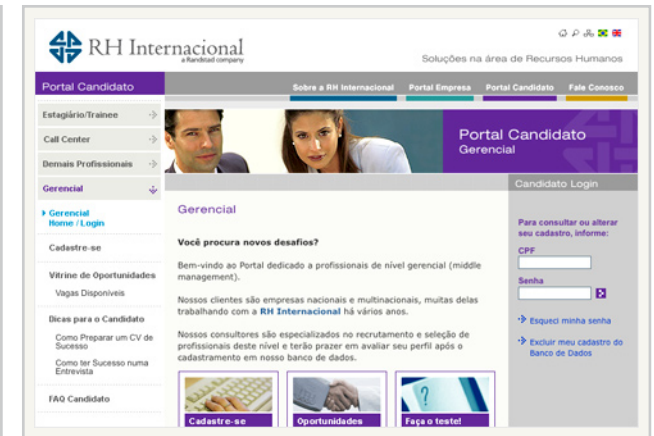 RH Internacional
a Randstad company
Soluções na área de Recursos Humanos
Portal Candidato
Sobre a RH Internacional
Portal Empresa
Portal Candidato
Fale Conosco
Estagiário/Trainee
Call Center
Demais Profissionais
Gerencial
Gerencial
Home / Login
Cadastre-se
Vitrine de Oportunidades
Vagas Disponíveis
Dicas para o Candidato
Como Preparar um CV de
Sucesso
Como ter Sucesso numa
Entrevista
FAQ Candidato
Portal Candidato
Gerencial
Gerencial
Você procura novos desafios?
Bem-vindo ao Portal dedicado a profissionais de nível gerencial (middle
management).
Nossos clientes são empresas nacionais e multinacionais, muitas delas
trabalhando com a RH Internacional há vários anos.
Nossos consultores são especializados no recrutamento e seleção de
profissionais deste nível e terão prazer em avaliar seu perfil após o
cadastramento em nosso banco de dados.
Cadastre-se
Oportunidades
?
Faça o teste!
Candidato Login
Para consultar ou alterar
seu cadastro, informe:
CPF
Senha
Esqueci minha senha
Excluir meu cadastro do
Banco de Dados